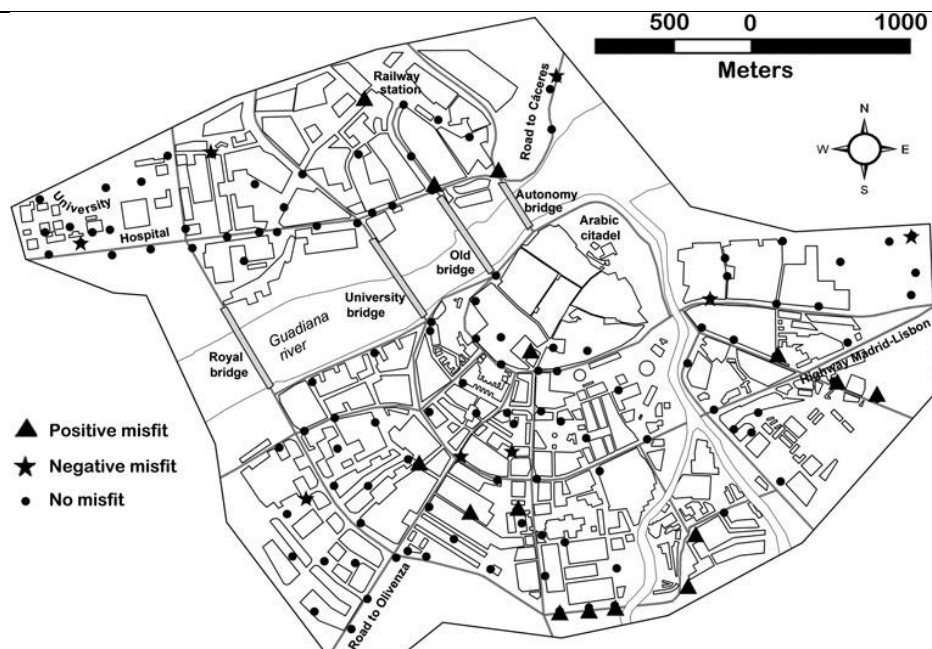 500 0 1000
Meters
N
W E
S
Railway
station
Road to Cáceres
University
Hospital
Autonomy
bridge
Arabic
citadel
Old
bridge
University
bridge
Guadiana
river
Royal
bridge
Highway Madrid-Lisbon
Positive misfit
Negative misfit
No misfit
Road to Olivenza